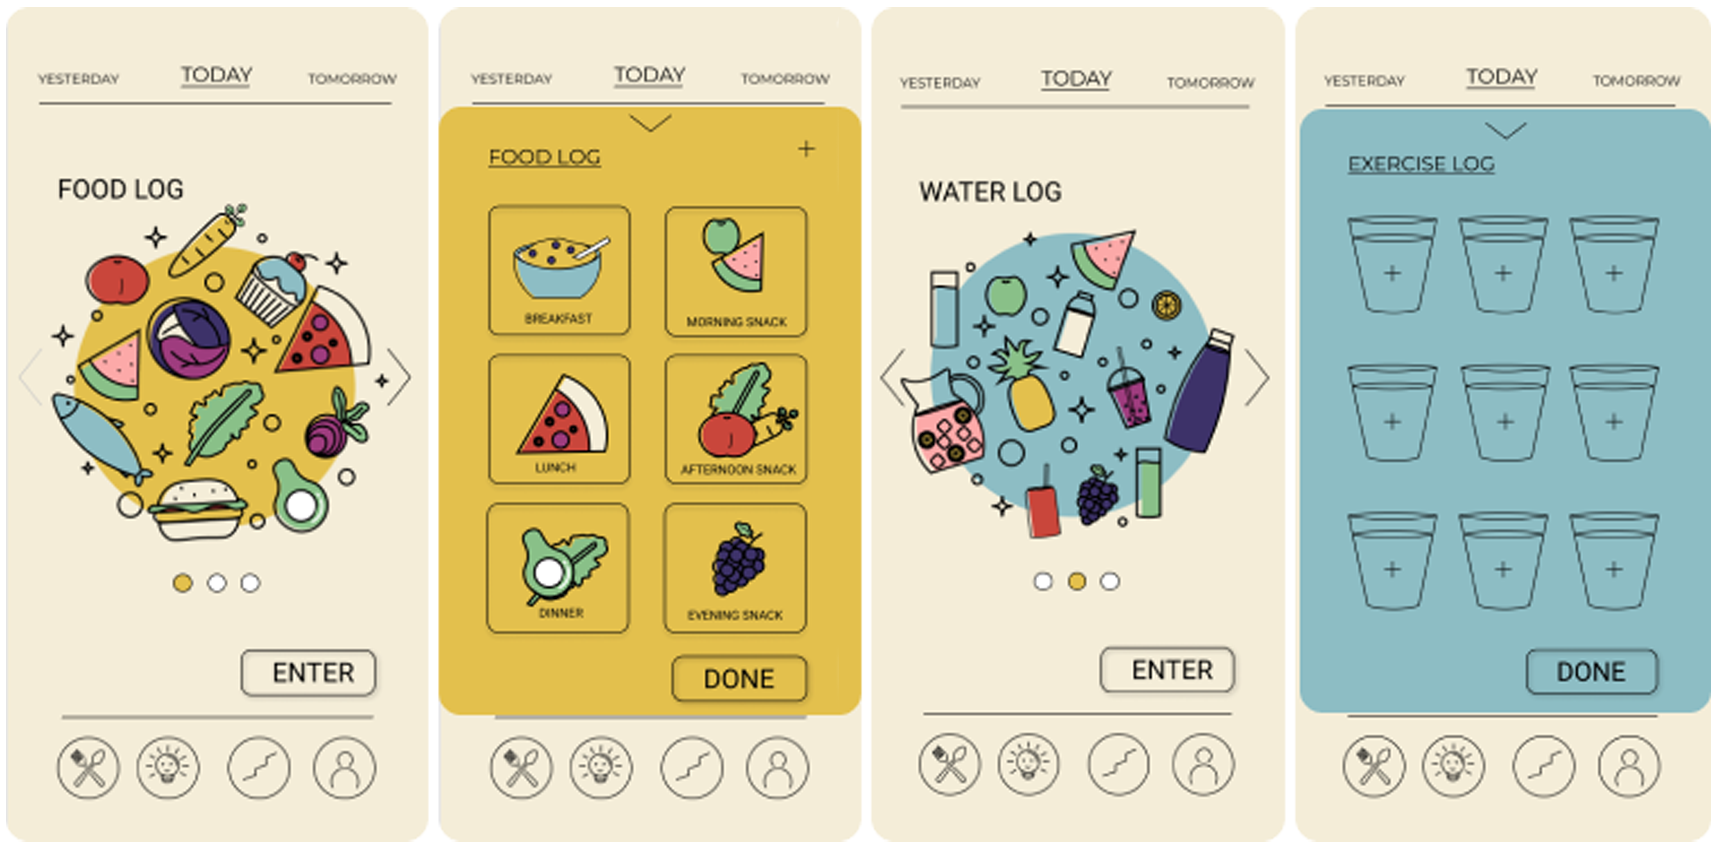 YESTERDAY TODAY TOMORROW
FOOD LOG
ENTER
YESTERDAY TODAY TOMORROW
FOOD LOG +
BREAKFAST MORNING SNACK
LUNCH AFTERNOON SNACK
DINNER EVENING SNACK
DONE
YESTERDAY TODAY TOMORROW
WATER LOG
ENTER
YESTERDAY TODAY TOMORROW
EXERCISE LOG
+ + +
+ + +
+ + +
DONE